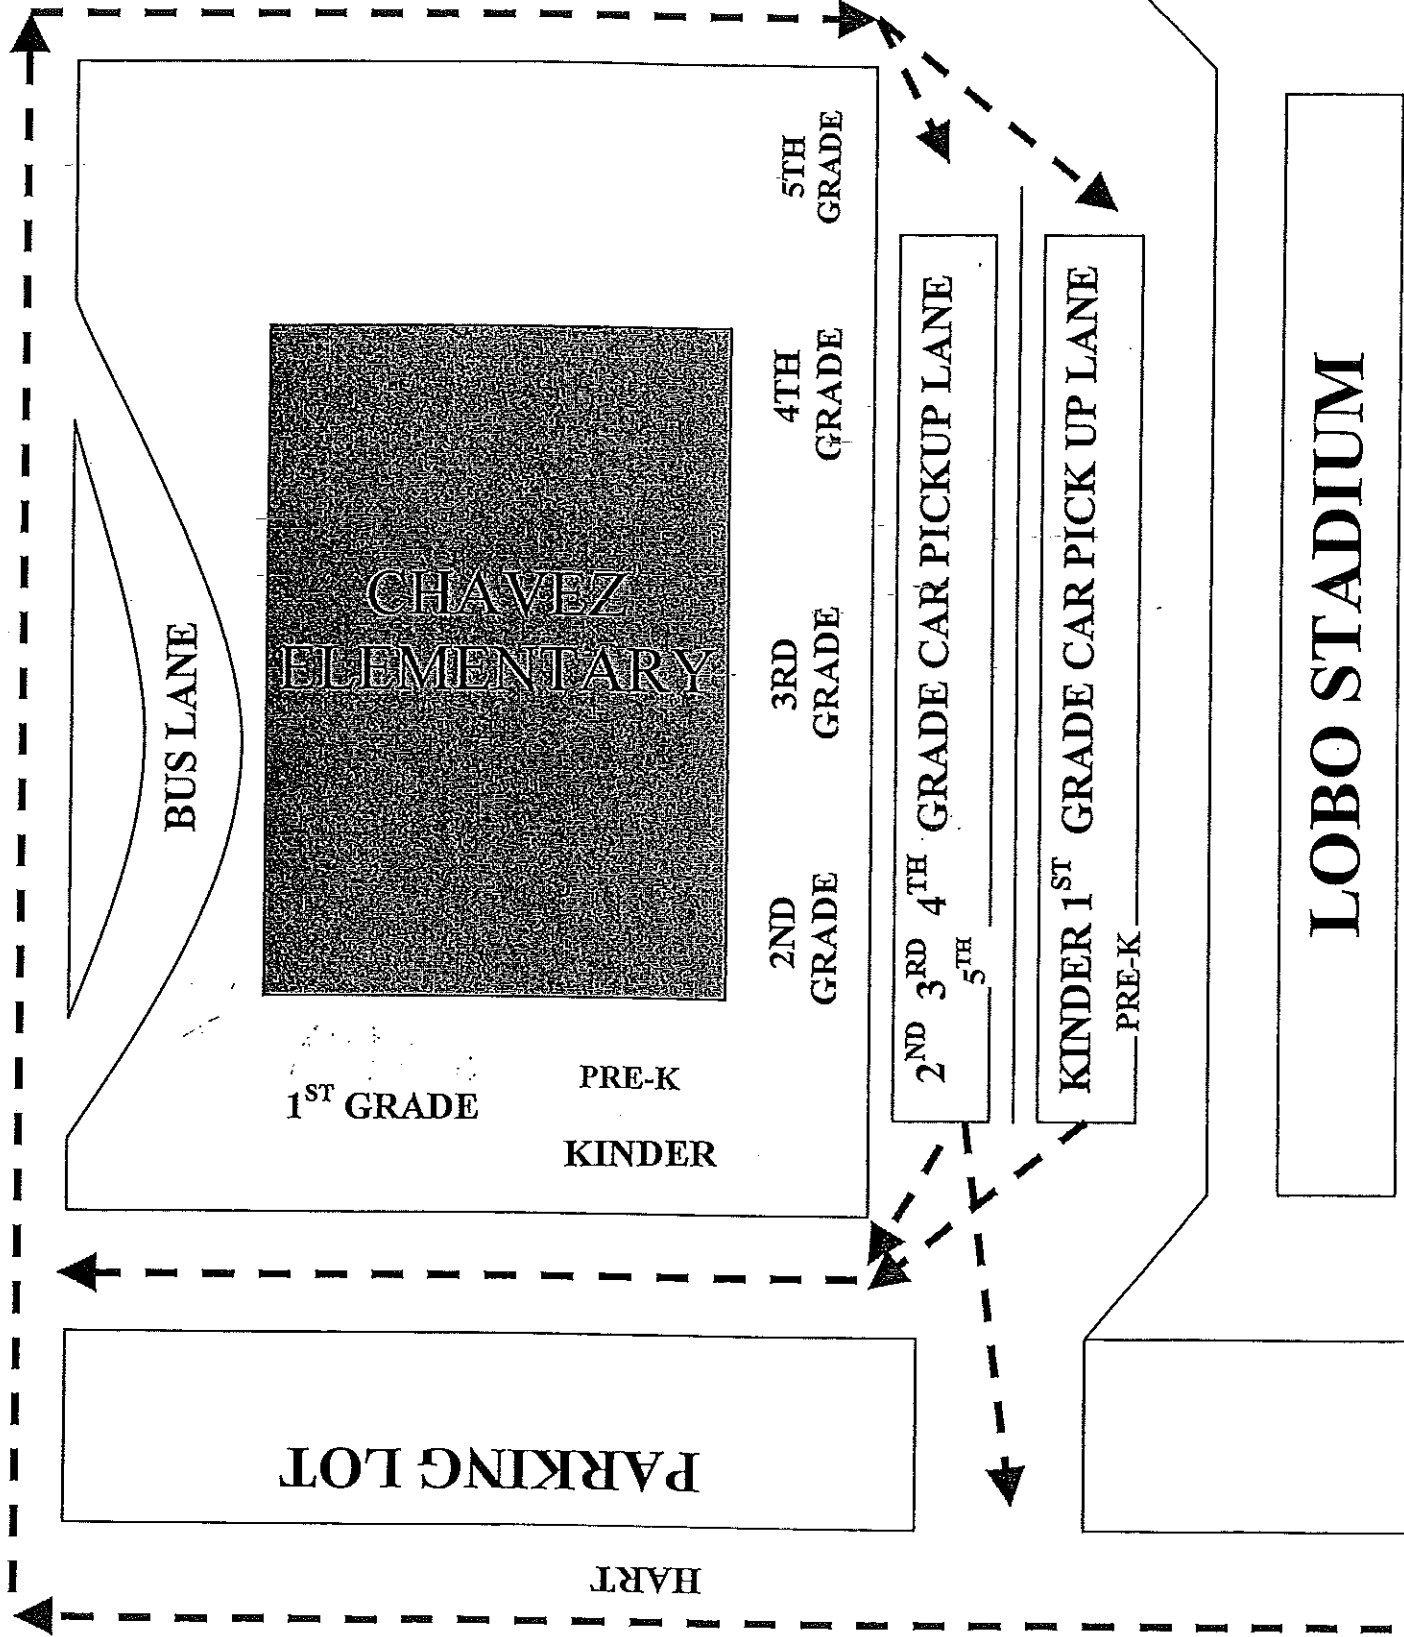 BUS LANE
CHAVEZ
ELEMENTARY
1ST GRADE
PRE-K
KINDER
2ND
GRADE
3RD
GRADE
4TH
GRADE
5TH
GRADE
2ND 3RD 4TH GRADE CAR PICKUP LANE
5TH
KINDER 1ST GRADE CAR PICK UP LANE
PRE-K
LOBO STADIUM
PARKING LOT
HART